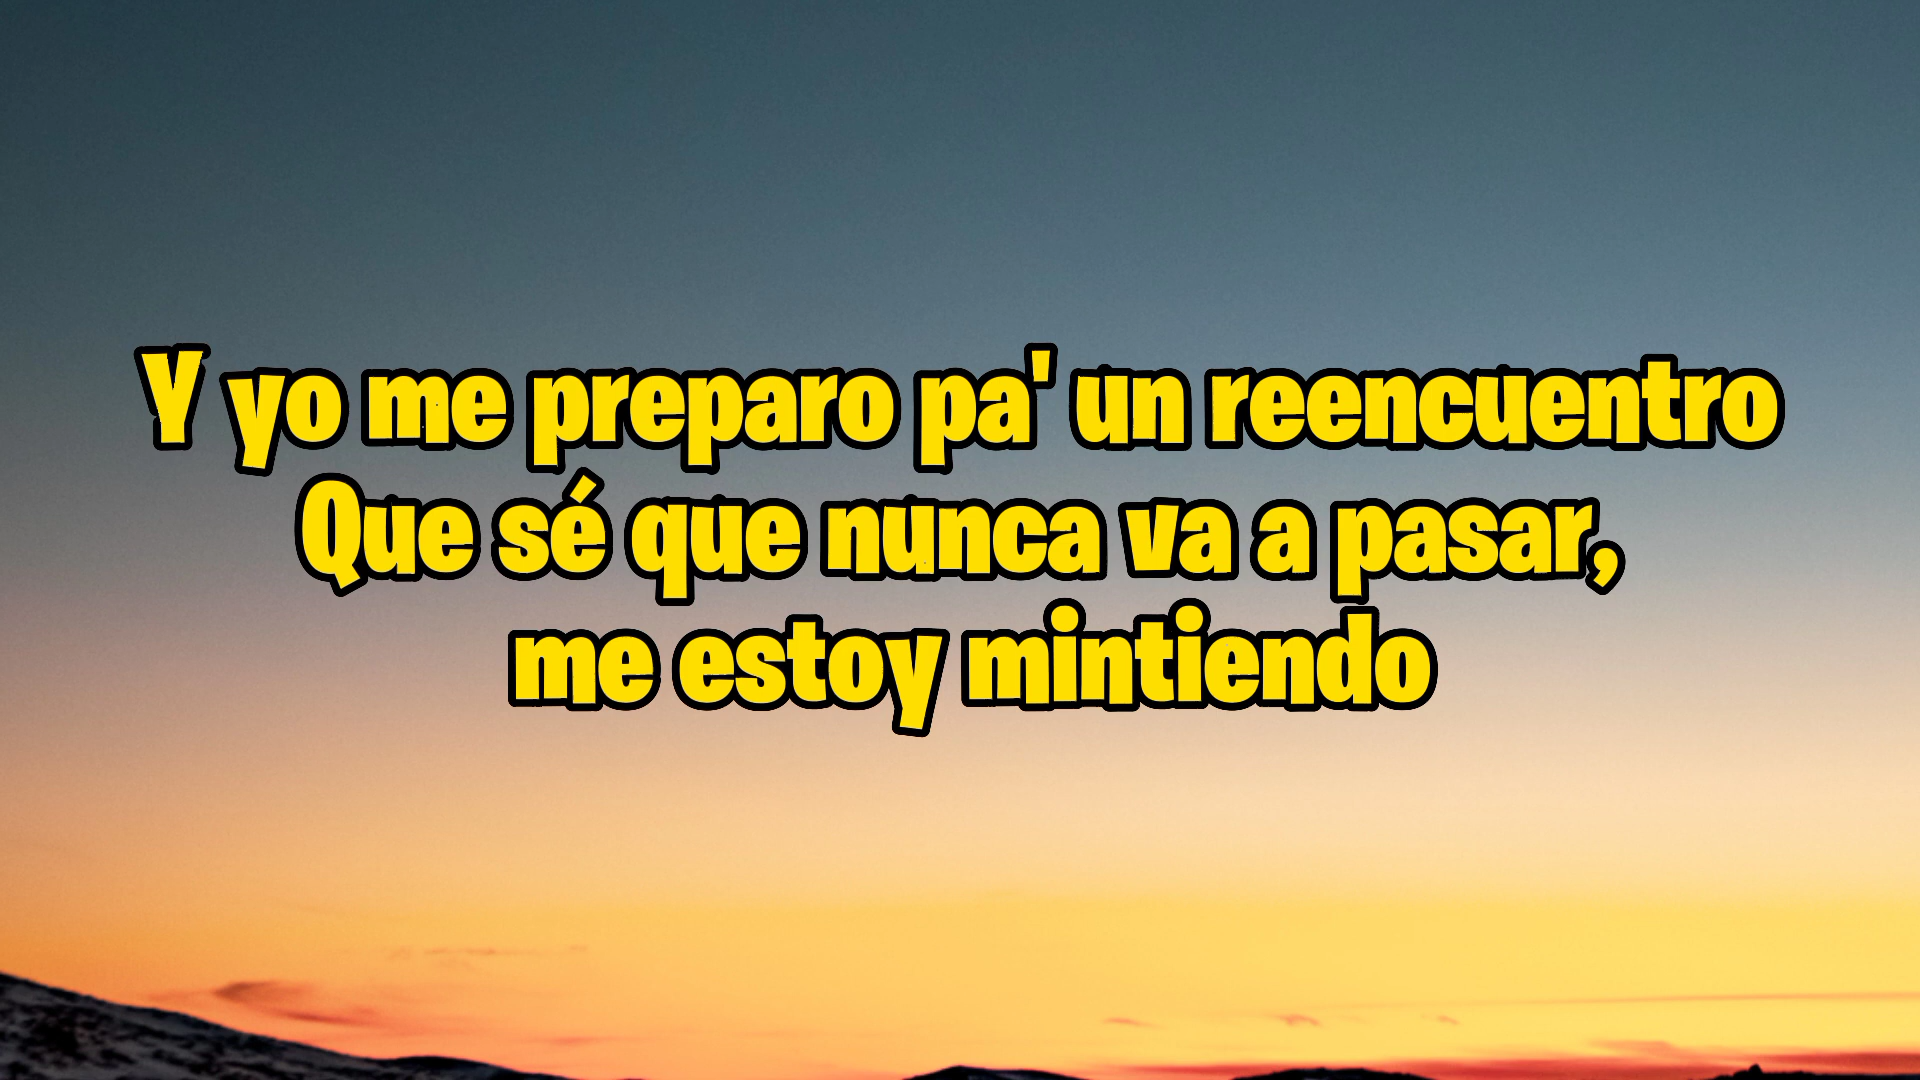 Y yo me preparo pa' un reencuentro
Que sé que nunca va a pasar,
me estoy mintiendo